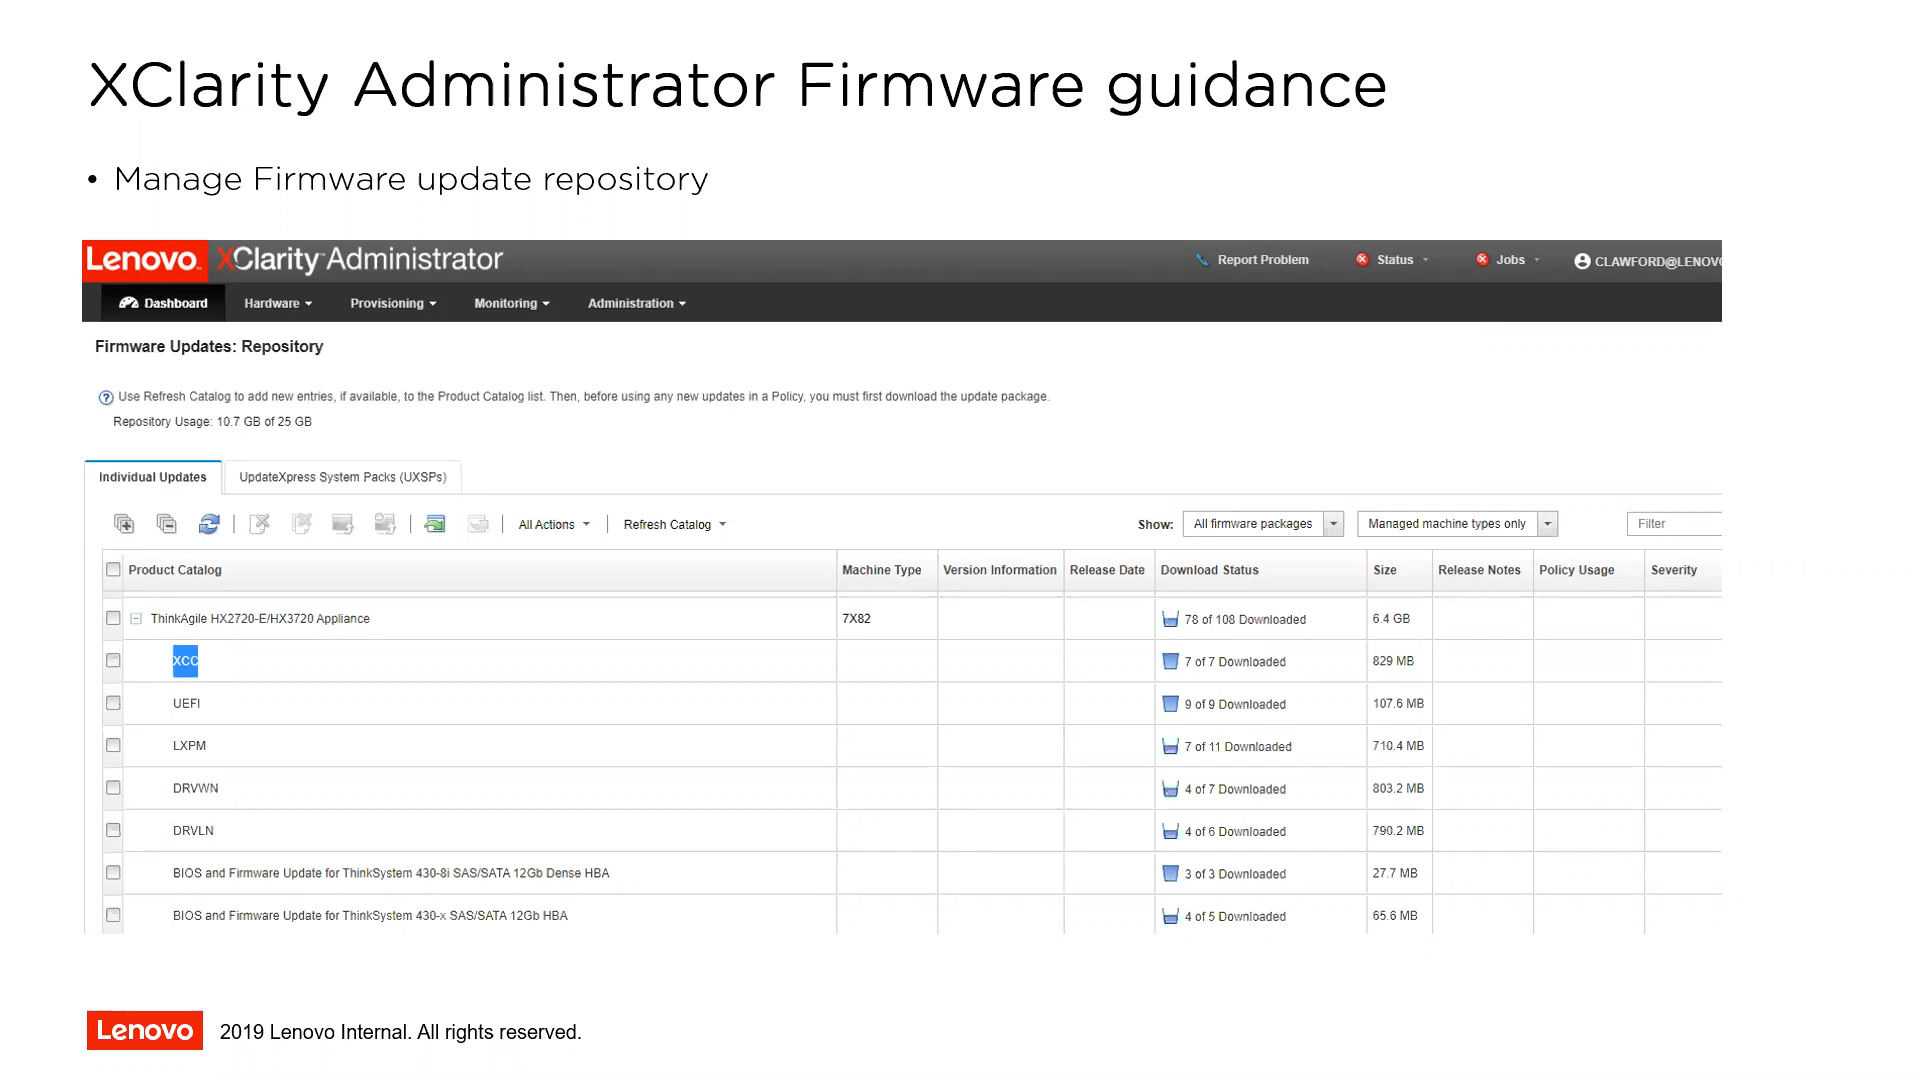 XClarity Administrator Firmware guidance
• Manage Firmware update repository
Lenovo XClarity Administrator Report Problem Status Jobs CLAWFORD@LENOVO
Dashboard Hardware Provisioning Monitoring Administration
Firmware Updates: Repository
Use Refresh Catalog to add new entries, if available, to the Product Catalog list. Then, before using any new updates in a Policy, you must first download the update package.
Repository Usage: 10.7 GB of 25 GB
Individual Updates UpdateXpress System Packs (UXSPs)
All Actions Refresh Catalog Show: All firmware packages Managed machine types only Filter
Product Catalog Machine Type Version Information Release Date Download Status Size Release Notes Policy Usage Severity
ThinkAgile HX2720-E/HX3720 Appliance 7X82 78 of 108 Downloaded 6.4 GB
XCC 7 of 7 Downloaded 829 MB
UEFI 9 of 9 Downloaded 107.6 MB
LXPM 7 of 11 Downloaded 710.4 MB
DRVWN 4 of 7 Downloaded 803.2 MB
DRVLN 4 of 6 Downloaded 790.2 MB
BIOS and Firmware Update for ThinkSystem 430-8i SAS/SATA 12Gb Dense HBA 3 of 3 Downloaded 27.7 MB
BIOS and Firmware Update for ThinkSystem 430-x SAS/SATA 12Gb HBA 4 of 5 Downloaded 65.6 MB
Lenovo 2019 Lenovo Internal. All rights reserved.